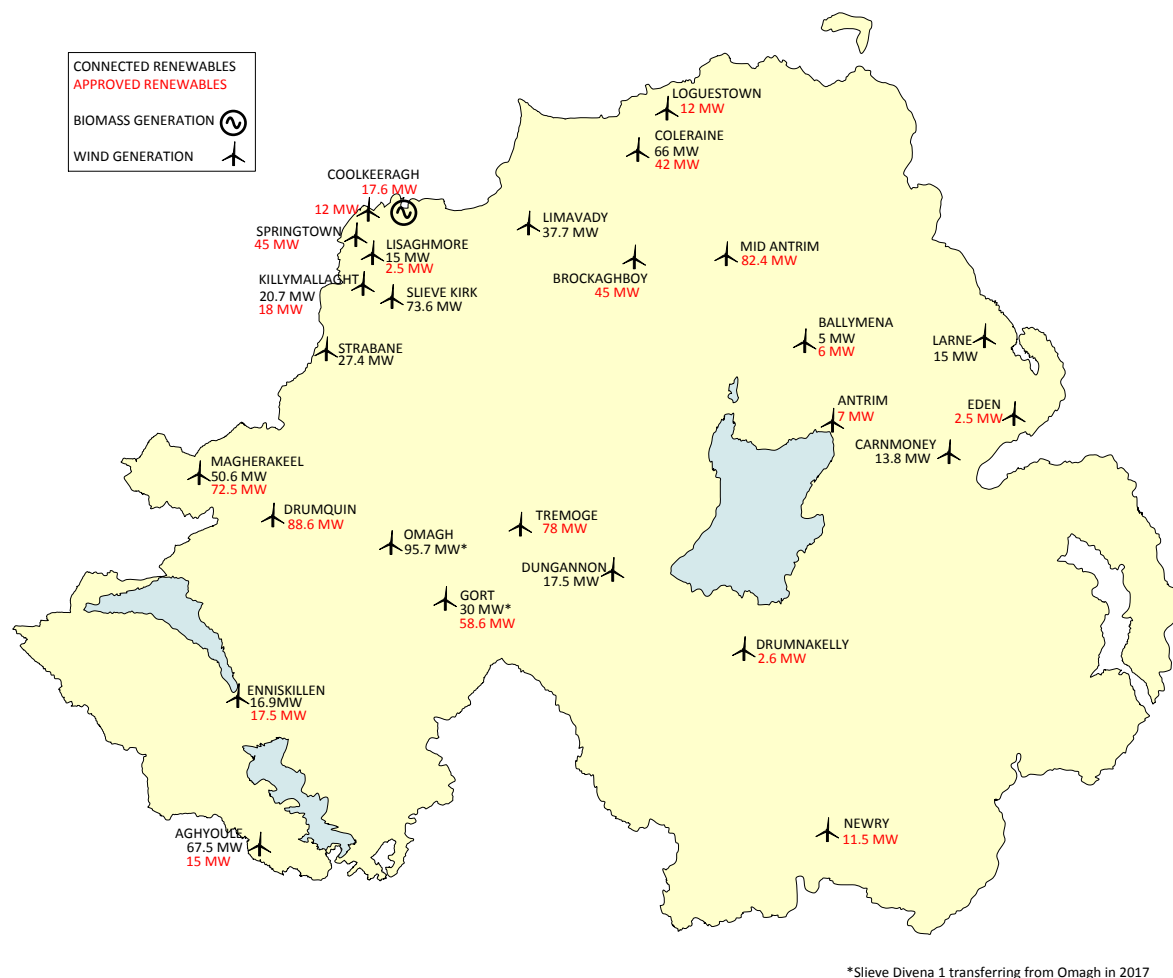 CONNECTED RENEWABLES
APPROVED RENEWABLES
BIOMASS GENERATION
WIND GENERATION
LOGUESTOWN
12 MW
COLERAINE
66 MW
42 MW
COOLKEERAGH
17.6 MW
12 MW
SPRINGTOWN
45 MW
LISAGHMORE
15 MW
2.5 MW
KILLYMALLAGHT
20.7 MW
18 MW
SLIEVE KIRK
73.6 MW
LIMAVADY
37.7 MW
BROCKAGHBOY
45 MW
MID ANTRIM
82.4 MW
STRABANE
27.4 MW
BALLYMENA
5 MW
6 MW
LARNE
15 MW
ANTRIM
7 MW
EDEN
2.5 MW
CARNMONEY
13.8 MW
MAGHERAKEEL
50.6 MW
72.5 MW
DRUMQUIN
88.6 MW
OMAGH
95.7 MW*
TREMOGE
78 MW
DUNGANNON
17.5 MW
GORT
30 MW*
58.6 MW
DRUMNAKELLY
2.6 MW
ENNISKILLEN
16.9MW
17.5 MW
AGHYOULE
67.5 MW
15 MW
NEWRY
11.5 MW
*Slieve Divena 1 transferring from Omagh in 2017